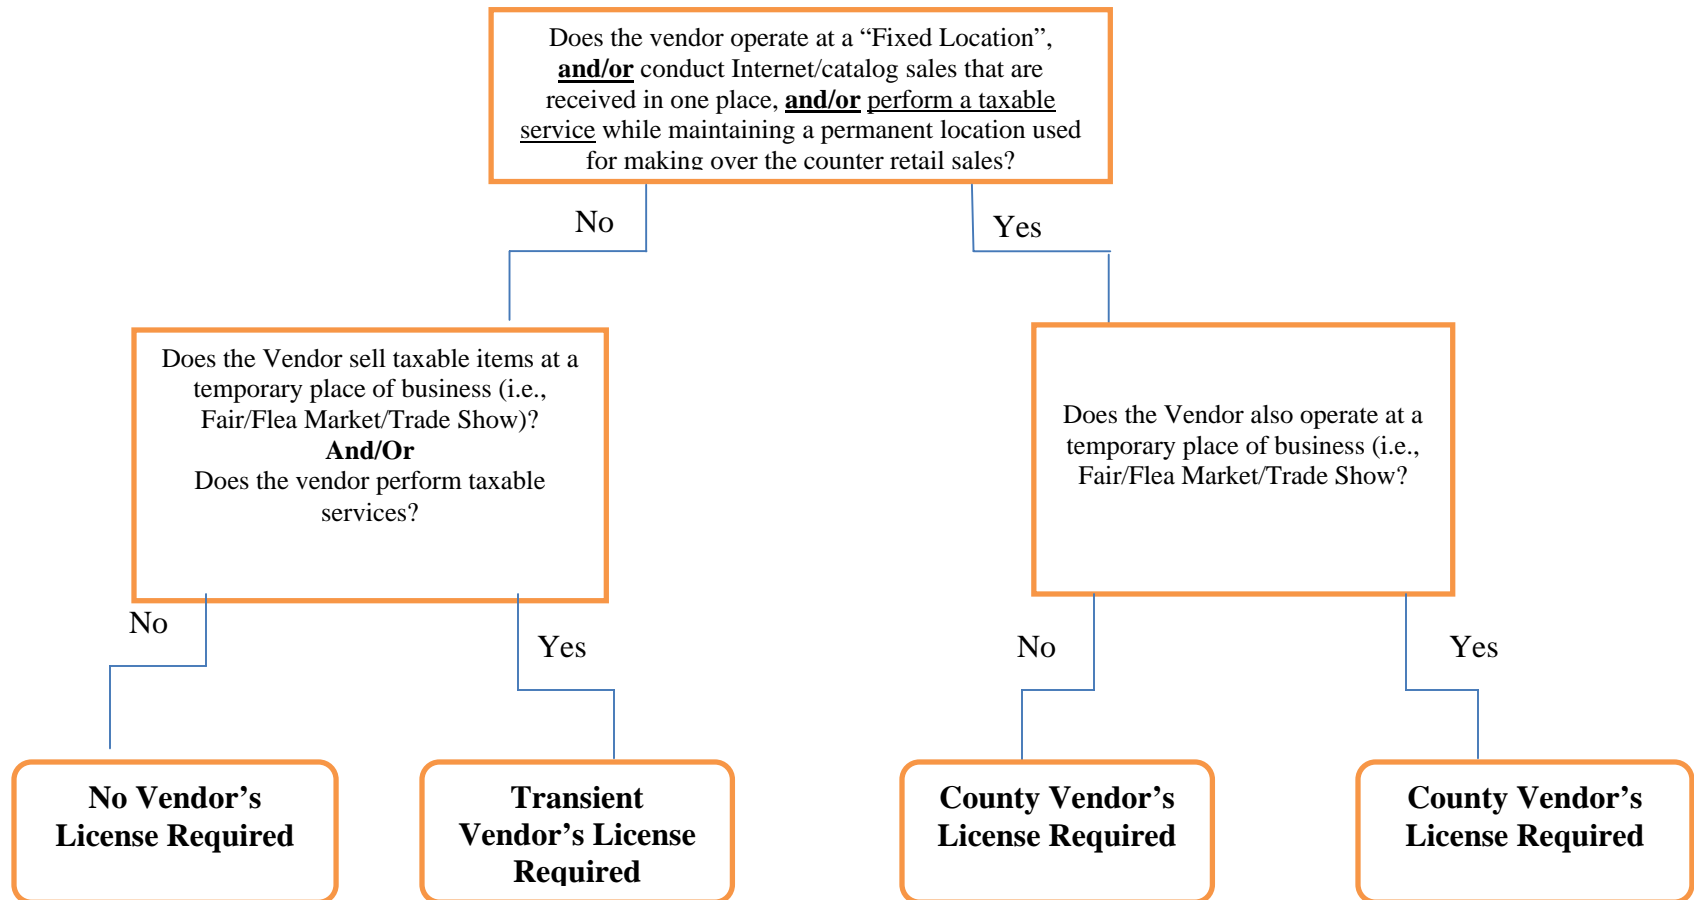 Does the vendor operate at a “Fixed Location”,
and/or conduct Internet/catalog sales that are
received in one place, and/or perform a taxable
service while maintaining a permanent location used
for making over the counter retail sales?
No
Yes
Does the Vendor sell taxable items at a
temporary place of business (i.e.,
Fair/Flea Market/Trade Show)?
And/Or
Does the vendor perform taxable
services?
Does the Vendor also operate at a
temporary place of business (i.e.,
Fair/Flea Market/Trade Show?
No
Yes
No
Yes
No Vendor’s
License Required
Transient
Vendor’s License
Required
County Vendor’s
License Required
County Vendor’s
License Required